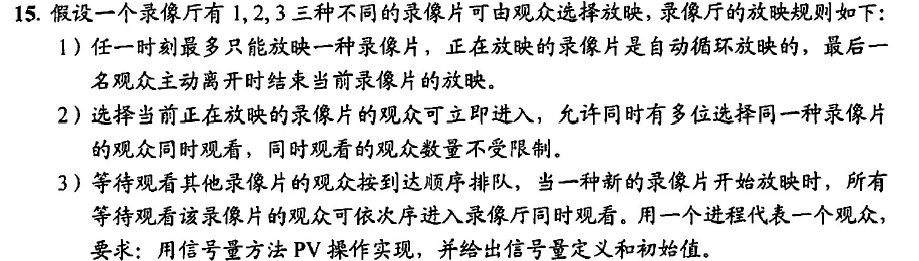 15. 假设一个录像厅有 1, 2, 3 三种不同的录像片可由观众选择放映，录像厅的放映规则如下：
1）任一时刻最多只能放映一种录像片，正在放映的录像片是自动循环放映的，最后一
名观众主动离开时结束当前录像片的放映。
2）选择当前正在放映的录像片的观众可立即进入，允许同时有多位选择同一种录像片
的观众同时观看，同时观看的观众数量不受限制。
3）等待观看其他录像片的观众按到达顺序排队，当一种新的录像片开始放映时，所有
等待观看该录像片的观众可依次序进入录像厅同时观看。用一个进程代表一个观众，
要求：用信号量方法 PV 操作实现，并给出信号量定义和初始值。